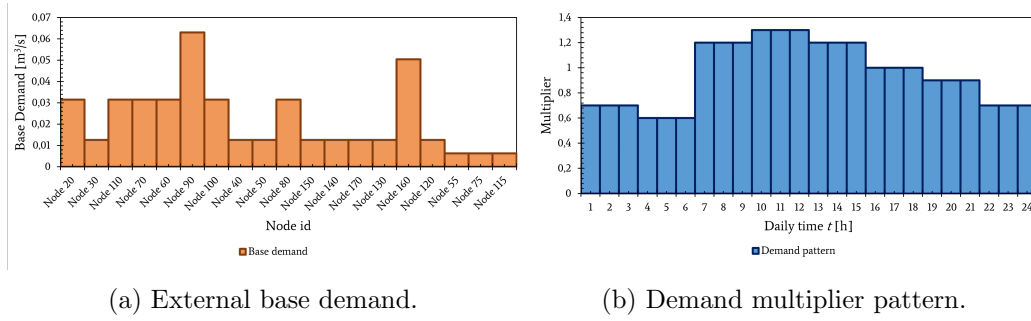 0,07
0,06
0,05
0,04
0,03
0,02
0,01
0
Base Demand [m³/s]
Node 20 Node 30 Node 110 Node 70 Node 60 Node 90 Node 100 Node 40 Node 50 Node 80 Node 150 Node 140 Node 170 Node 130 Node 160 Node 120 Node 55 Node 75 Node 115
Node id
Base demand
(a) External base demand.
1,4
1,2
1
0,8
0,6
0,4
0,2
0
Multiplier
1 2 3 4 5 6 7 8 9 10 11 12 13 14 15 16 17 18 19 20 21 22 23 24
Daily time t [h]
Demand pattern
(b) Demand multiplier pattern.